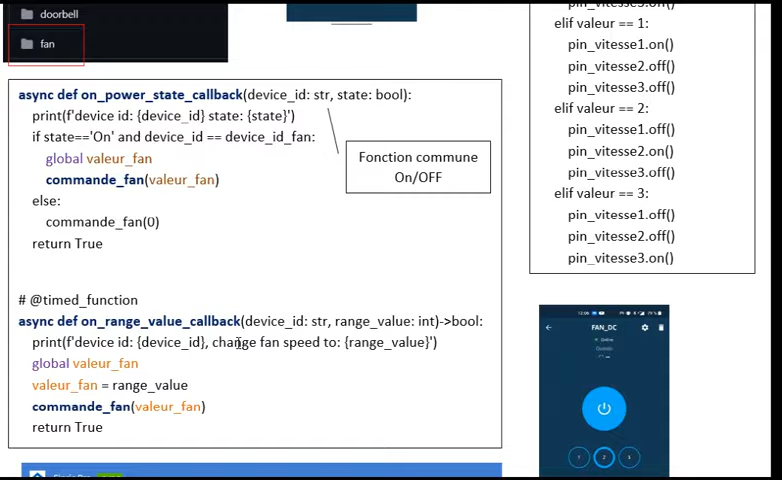 doorbell
fan
async def on_power_state_callback(device_id: str, state: bool):
print(f'device id: {device_id} state: {state}')
if state=='On' and device_id == device_id_fan:
global valeur_fan
commande_fan(valeur_fan)
else:
commande_fan(0)
return True
Fonction commune
On/OFF
# @timed_function
async def on_range_value_callback(device_id: str, range_value: int)->bool:
print(f'device id: {device_id}, change fan speed to: {range_value}')
global valeur_fan
valeur_fan = range_value
commande_fan(valeur_fan)
return True
elif valeur == 1:
pin_vitesse1.on()
pin_vitesse2.off()
pin_vitesse3.off()
elif valeur == 2:
pin_vitesse1.off()
pin_vitesse2.on()
pin_vitesse3.off()
elif valeur == 3:
pin_vitesse1.off()
pin_vitesse2.off()
pin_vitesse3.on()
FAN_DC
1 2 3